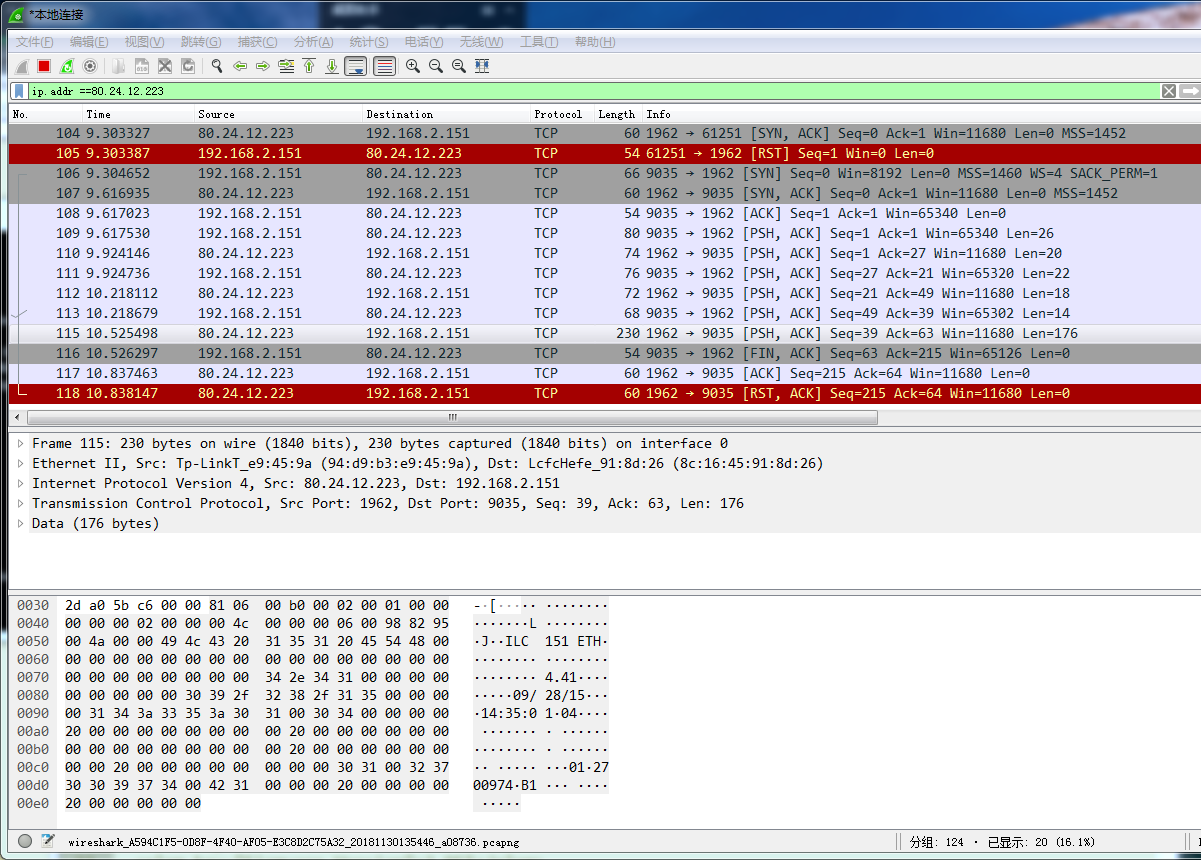 *本地连接
文件(F) 编辑(E) 视图(V) 跳转(G) 捕获(C) 分析(A) 统计(S) 电话(Y) 无线(W) 工具(T) 帮助(H)
ip.addr ==80.24.12.223
No. Time Source Destination Protocol Length Info
104 9.303327 80.24.12.223 192.168.2.151 TCP 60 1962 → 61251 [SYN, ACK] Seq=0 Ack=1 Win=11680 Len=0 MSS=1452
105 9.303387 192.168.2.151 80.24.12.223 TCP 54 61251 → 1962 [RST] Seq=1 Win=0 Len=0
106 9.304652 192.168.2.151 80.24.12.223 TCP 66 9035 → 1962 [SYN] Seq=0 Win=8192 Len=0 MSS=1460 WS=4 SACK_PERM=1
107 9.616935 80.24.12.223 192.168.2.151 TCP 60 1962 → 9035 [SYN, ACK] Seq=0 Ack=1 Win=11680 Len=0 MSS=1452
108 9.617023 192.168.2.151 80.24.12.223 TCP 54 9035 → 1962 [ACK] Seq=1 Ack=1 Win=65340 Len=0
109 9.617530 192.168.2.151 80.24.12.223 TCP 80 9035 → 1962 [PSH, ACK] Seq=1 Ack=1 Win=65340 Len=26
110 9.924146 80.24.12.223 192.168.2.151 TCP 74 1962 → 9035 [PSH, ACK] Seq=1 Ack=27 Win=11680 Len=20
111 9.924736 192.168.2.151 80.24.12.223 TCP 76 9035 → 1962 [PSH, ACK] Seq=27 Ack=21 Win=65320 Len=22
112 10.218112 80.24.12.223 192.168.2.151 TCP 72 1962 → 9035 [PSH, ACK] Seq=21 Ack=49 Win=11680 Len=18
113 10.218679 192.168.2.151 80.24.12.223 TCP 68 9035 → 1962 [PSH, ACK] Seq=49 Ack=39 Win=65302 Len=14
115 10.525498 80.24.12.223 192.168.2.151 TCP 230 1962 → 9035 [PSH, ACK] Seq=39 Ack=63 Win=11680 Len=176
116 10.526297 192.168.2.151 80.24.12.223 TCP 54 9035 → 1962 [FIN, ACK] Seq=63 Ack=215 Win=65126 Len=0
117 10.837463 80.24.12.223 192.168.2.151 TCP 60 1962 → 9035 [ACK] Seq=215 Ack=64 Win=11680 Len=0
118 10.838147 80.24.12.223 192.168.2.151 TCP 60 1962 → 9035 [RST, ACK] Seq=215 Ack=64 Win=11680 Len=0
Frame 115: 230 bytes on wire (1840 bits), 230 bytes captured (1840 bits) on interface 0
Ethernet II, Src: Tp-LinkT_e9:45:9a (94:d9:b3:e9:45:9a), Dst: LcfcHefe_91:8d:26 (8c:16:45:91:8d:26)
Internet Protocol Version 4, Src: 80.24.12.223, Dst: 192.168.2.151
Transmission Control Protocol, Src Port: 1962, Dst Port: 9035, Seq: 39, Ack: 63, Len: 176
Data (176 bytes)
0030 2d a0 5b c6 00 00 81 06 00 b0 00 02 00 01 00 00 -·[····· ········
0040 00 00 00 02 00 00 00 4c 00 00 00 06 00 98 82 95 ·······L ········
0050 00 4a 00 00 49 4c 43 20 31 35 31 20 45 54 48 00 ·J··ILC 151 ETH·
0060 00 00 00 00 00 00 00 00 00 00 00 00 00 00 00 00 ········ ········
0070 00 00 00 00 00 00 00 00 34 2e 34 31 00 00 00 00 ········ 4.41····
0080 00 00 00 00 00 30 39 2f 32 38 2f 31 35 00 00 00 ·····09/ 28/15···
0090 00 31 34 3a 33 35 3a 30 31 00 30 34 00 00 00 00 ·14:35:0 1·04····
00a0 20 00 00 00 00 00 00 00 00 20 00 00 00 00 00 00 ······· · ······
00b0 00 00 00 00 00 00 00 00 00 20 00 00 00 00 00 00 ········ · ······
00c0 00 00 20 00 00 00 00 00 00 00 00 30 31 00 32 37 ·· ····· ···01·27
00d0 30 30 39 37 34 00 42 31 00 00 00 20 00 00 00 00 00974·B1 ··· ····
00e0 20 00 00 00 00 00 ·····
wireshark_A594C1F5-0D8F-4F40-AF05-E3C8D2C75A32_20181130135446_a08736.pcapng 分组: 124 · 已显示: 20 (16.1%)